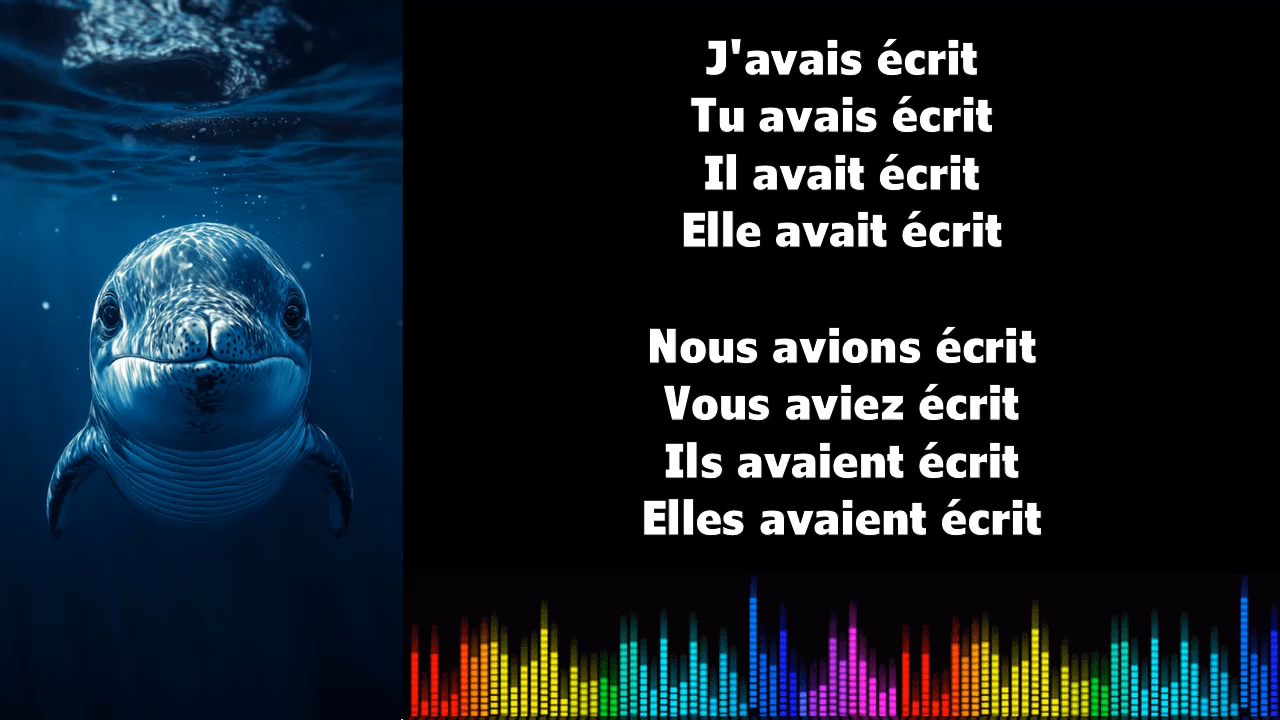 J'avais écrit
Tu avais écrit
Il avait écrit
Elle avait écrit
Nous avions écrit
Vous aviez écrit
Ils avaient écrit
Elles avaient écrit